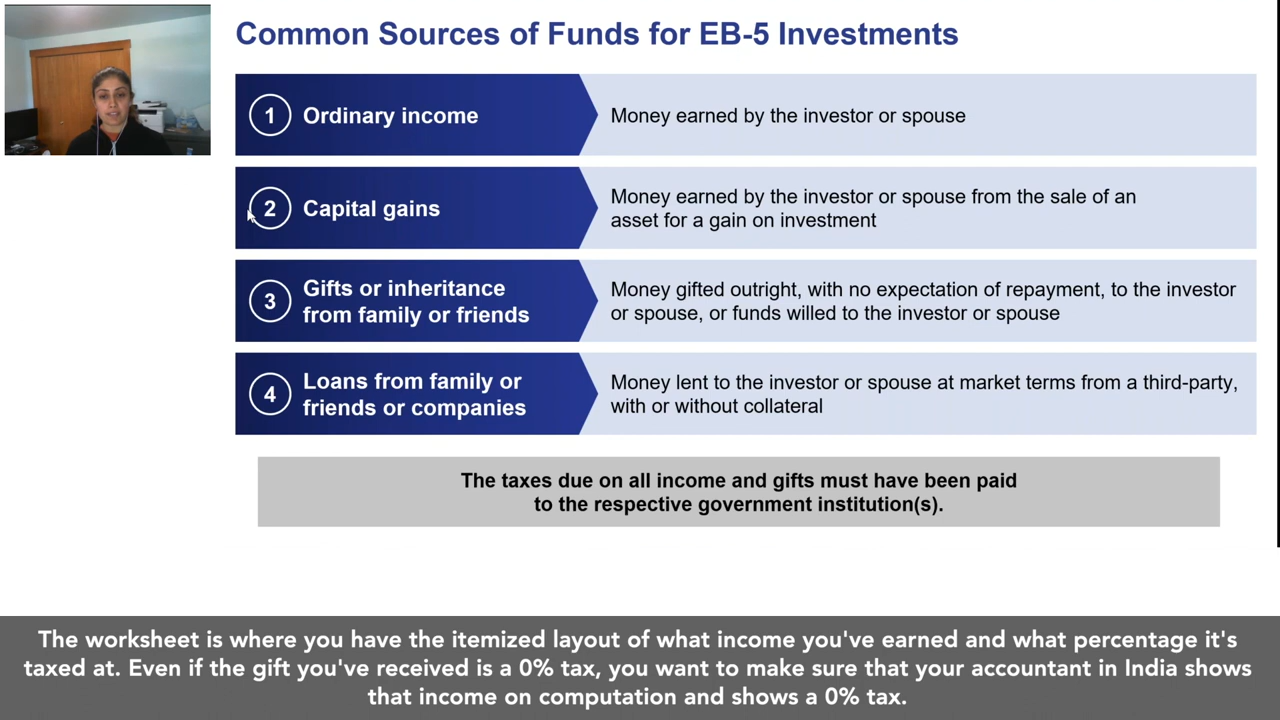 Common Sources of Funds for EB-5 Investments
1
Ordinary income
Money earned by the investor or spouse
2
Capital gains
Money earned by the investor or spouse from the sale of an
asset for a gain on investment
3
Gifts or inheritance
from family or friends
Money gifted outright, with no expectation of repayment, to the investor
or spouse, or funds willed to the investor or spouse
4
Loans from family or
friends or companies
Money lent to the investor or spouse at market terms from a third-party,
with or without collateral
The taxes due on all income and gifts must have been paid
to the respective government institution(s).
The worksheet is where you have the itemized layout of what income you've earned and what percentage it's
taxed at. Even if the gift you've received is a 0% tax, you want to make sure that your accountant in India shows
that income on computation and shows a 0% tax.